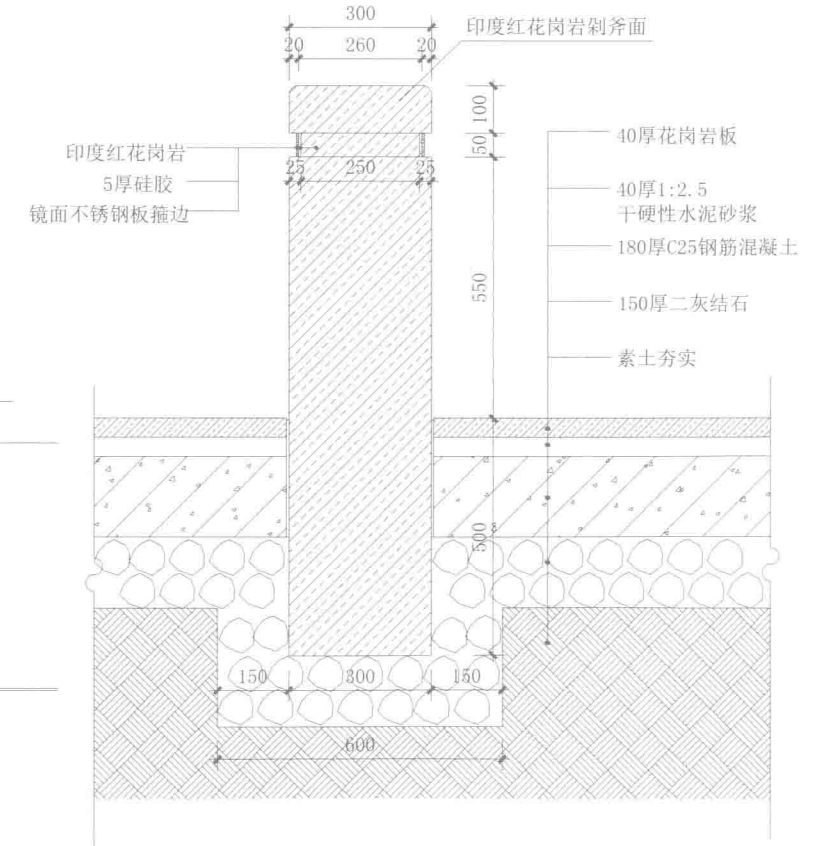 300
20 260 20
印度红花岗岩剁斧面
100
50
印度红花岗岩
5厚硅胶
镜面不锈钢板箍边
25 250 25
550
40厚花岗岩板
40厚1:2.5
干硬性水泥砂浆
180厚C25钢筋混凝土
150厚二灰结石
素土夯实
500
150 300 150
600